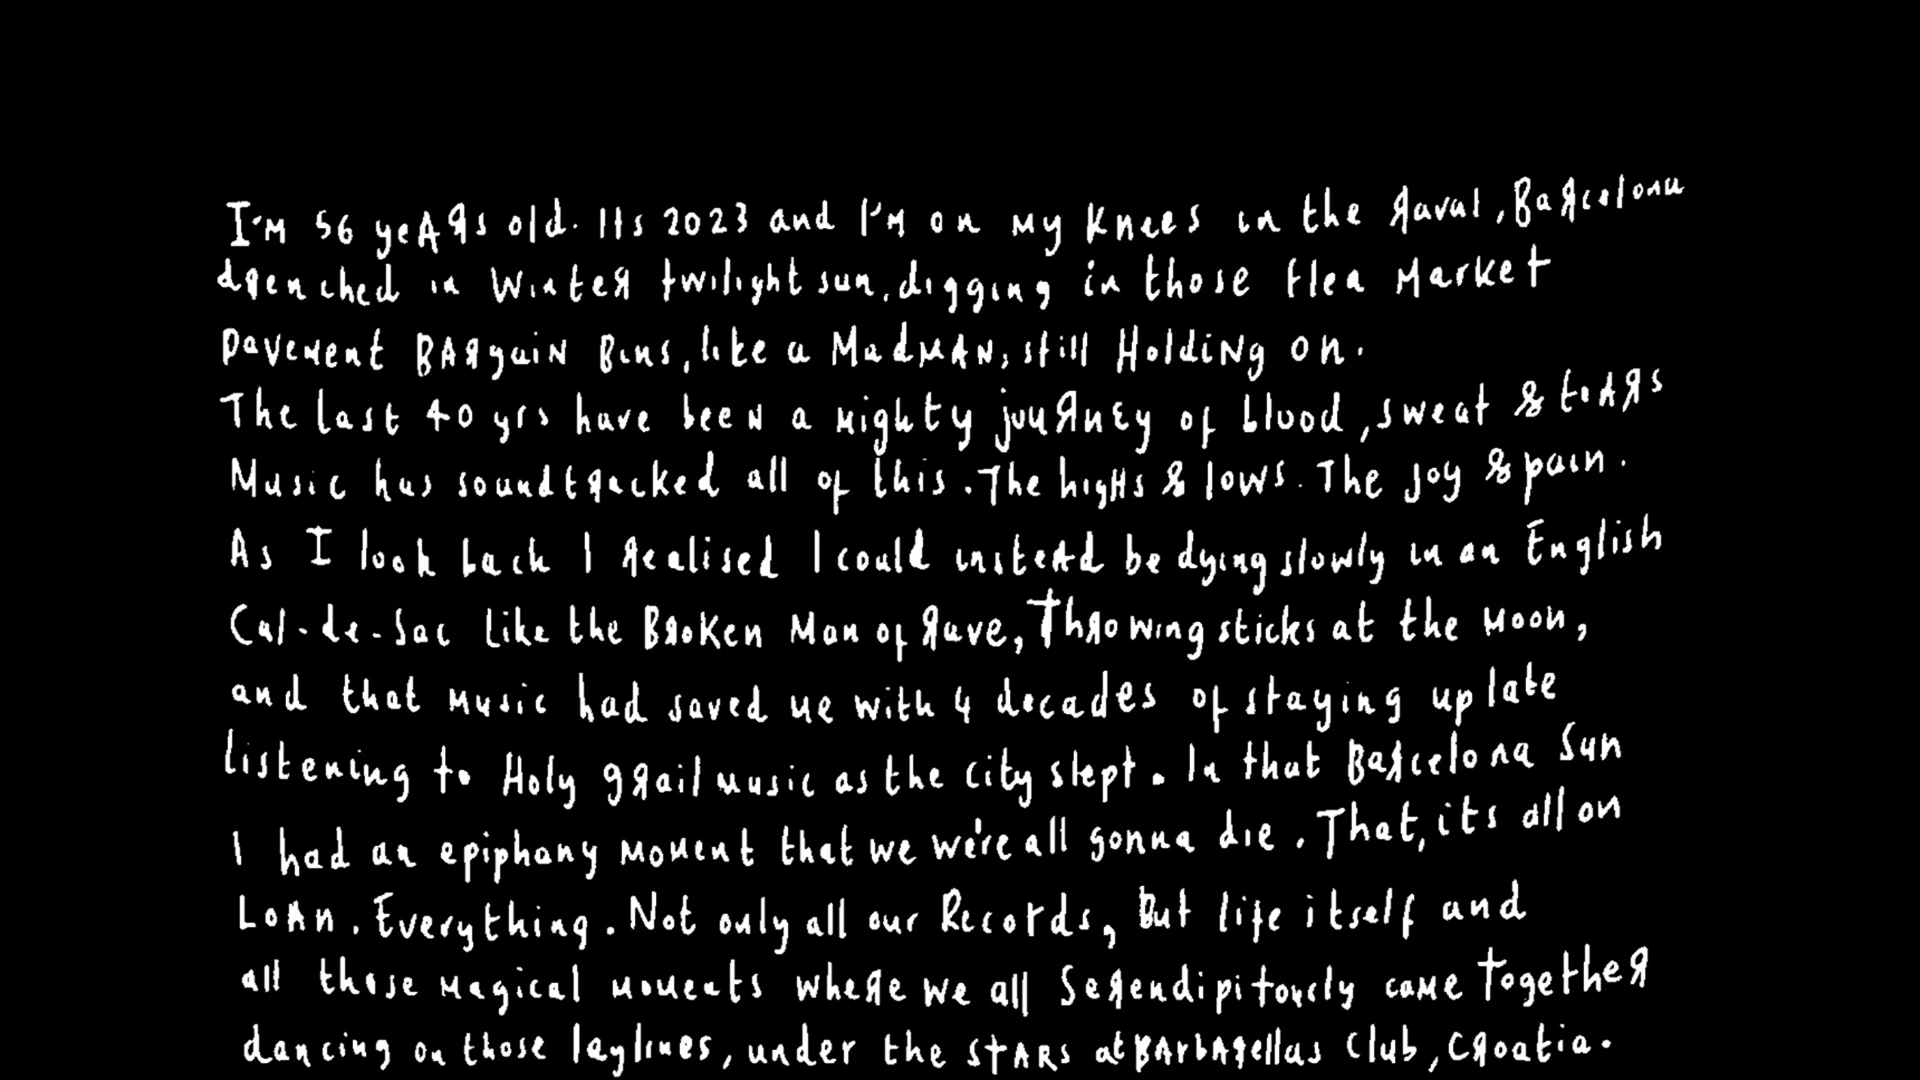 I'm 56 years old. Its 2023 and I'm on my knees in the Raval, Barcelona
drenched in Winter twilight sun, digging in those flea Market
pavement Bargain Bins, like a Madman, still Holding on.
The last 40 yrs have been a mighty journey of blood, sweat & tears
Music has soundtracked all of this. The highs & lows. The joy & pain.
As I look back I realised I could instead be dying slowly in an English
Cul-de-Sac like the Broken Man of Rave, Throwing sticks at the moon,
and that music had saved me with 4 decades of staying up late
listening to Holy grail music as the city slept. In that Barcelona Sun
I had an epiphany moment that we we're all gonna die. That, its all on
Loan. Everything. Not only all our Records, But life itself and
all those magical moments where we all Serendipitously came together
dancing on those laylines, under the stars at Barbarellas Club, Croatia.